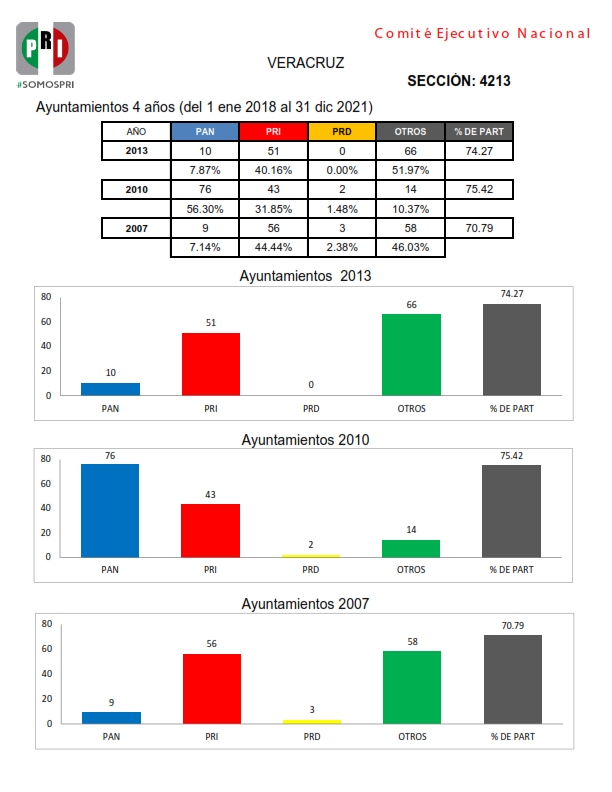 Comité Ejecutivo Nacional
PRI
#SOMOSPRI
VERACRUZ
SECCIÓN: 4213
Ayuntamientos 4 años (del 1 ene 2018 al 31 dic 2021)
AÑO PAN PRI PRD OTROS % DE PART
2013 10 51 0 66 74.27
7.87% 40.16% 0.00% 51.97%
2010 76 43 2 14 75.42
56.30% 31.85% 1.48% 10.37%
2007 9 56 3 58 70.79
7.14% 44.44% 2.38% 46.03%
Ayuntamientos 2013
80
60
40
20
0
10 51 0 66 74.27
PAN PRI PRD OTROS % DE PART
Ayuntamientos 2010
80
60
40
20
0
76 43 2 14 75.42
PAN PRI PRD OTROS % DE PART
Ayuntamientos 2007
80
60
40
20
0
9 56 3 58 70.79
PAN PRI PRD OTROS % DE PART